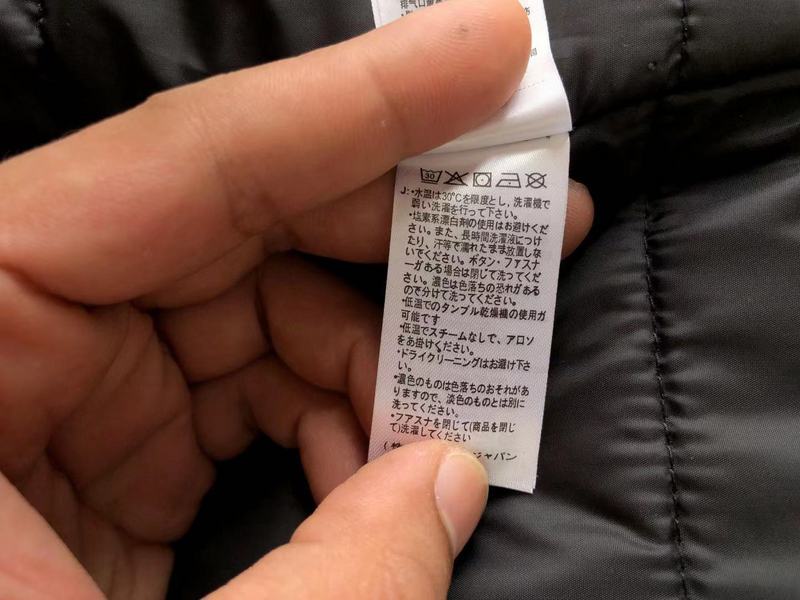 排气口
30
J:・水温は30℃を限度とし、洗濯機で
弱い洗濯を行って下さい。
・塩素系漂白剤の使用はお避けくだ
さい。また、長時間洗濯液につけ
たり、汗等で濡れたまま放置しな
いでください。ボタン・ファスナ
ーがある場合は閉じて洗ってくだ
さい。濃色は色落ちの恐れがある
ので分けて洗ってください。
・低温でのタンブル乾燥機の使用ガ
可能です
・低温でスチームなしで、アロソ
をあ掛けください。
・ドライクリーニングはお避け下さ
い。
・濃色のものは色落ちのおそれがあ
りますので、淡色のものとは別に
洗ってください。
・フアスナを閉じて(商品を閉じ
て)洗濯してください
(株 ジャパン